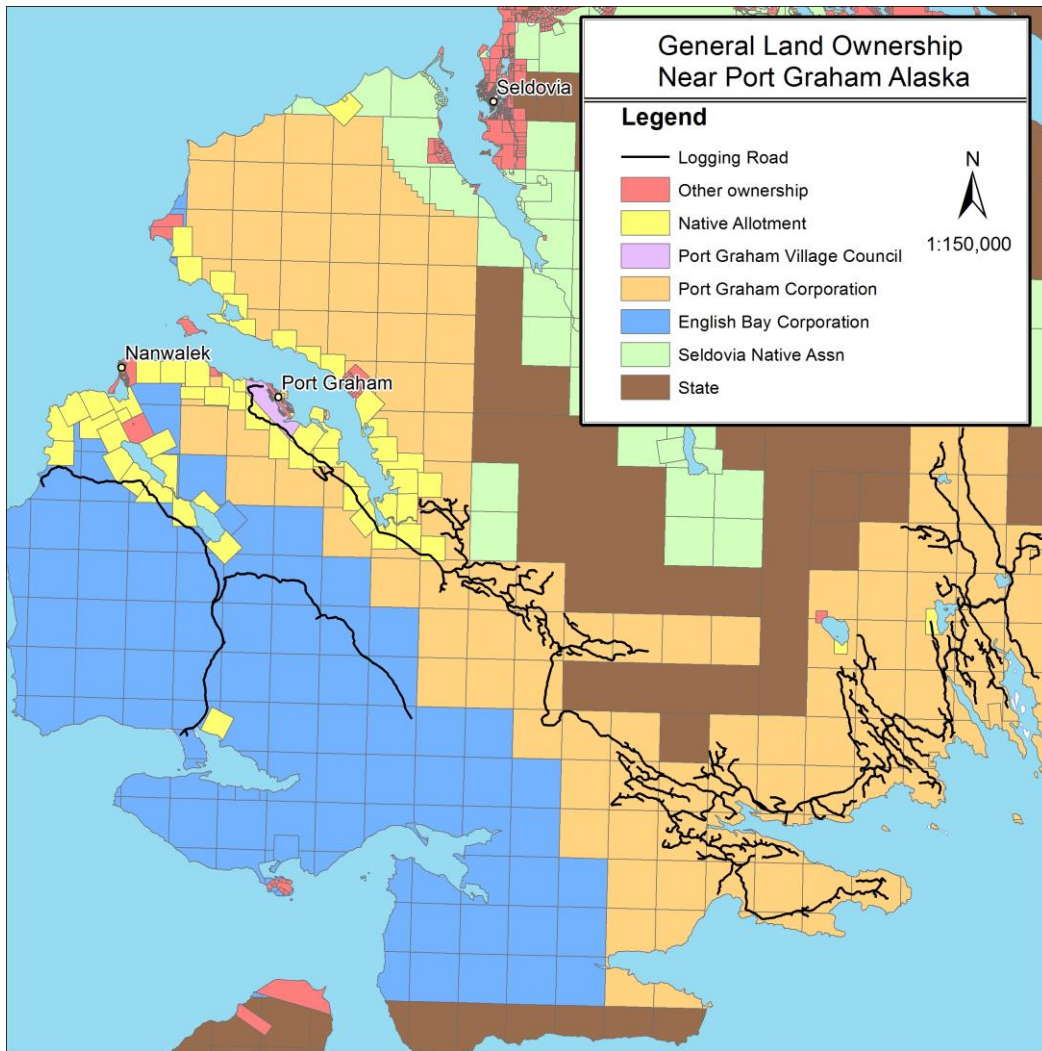 General Land Ownership
Near Port Graham Alaska
Legend
Logging Road
Other ownership
Native Allotment
Port Graham Village Council
Port Graham Corporation
English Bay Corporation
Seldovia Native Assn
State
N
1:150,000
Seldovia
Nanwalek
Port Graham